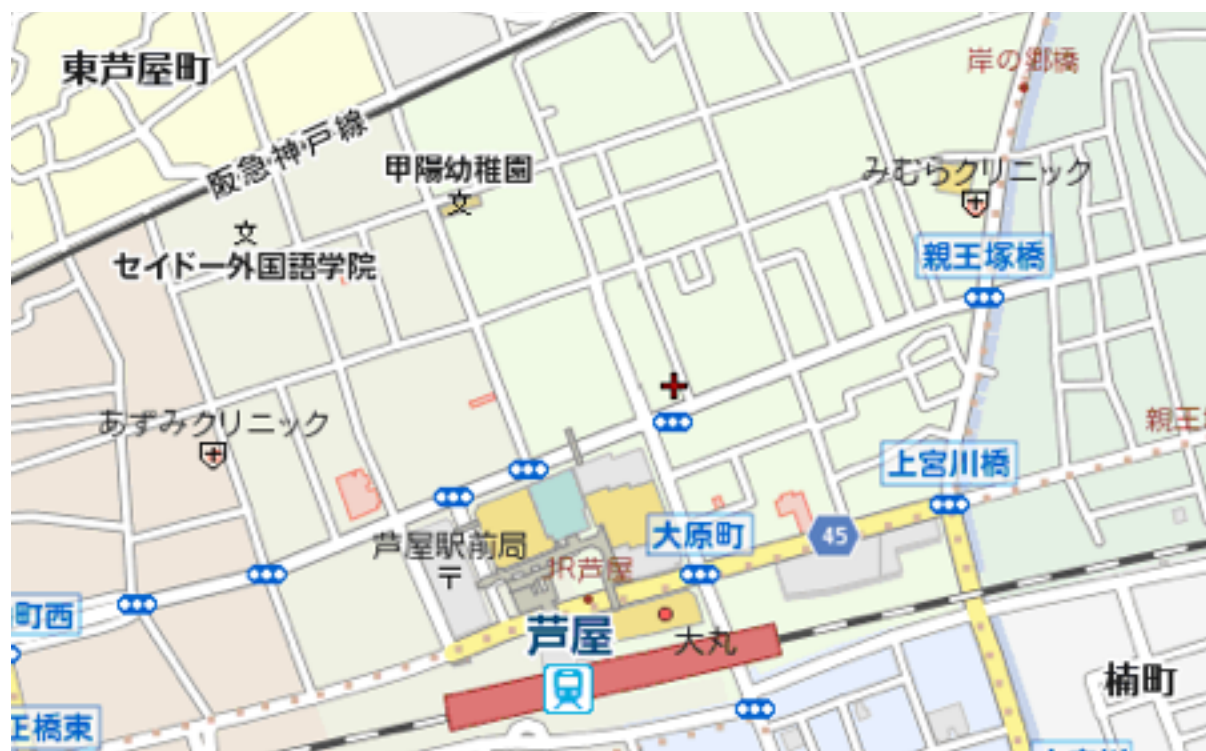 岸の郷橋
東芦屋町
阪急神戸線
甲陽幼稚園
みむらクリニック
親王塚橋
セイドー外国語学院
あずみクリニック
親王
上宮川橋
大原町
45
芦屋駅前局
JR芦屋
町西
芦屋
大丸
楠町
正橋東